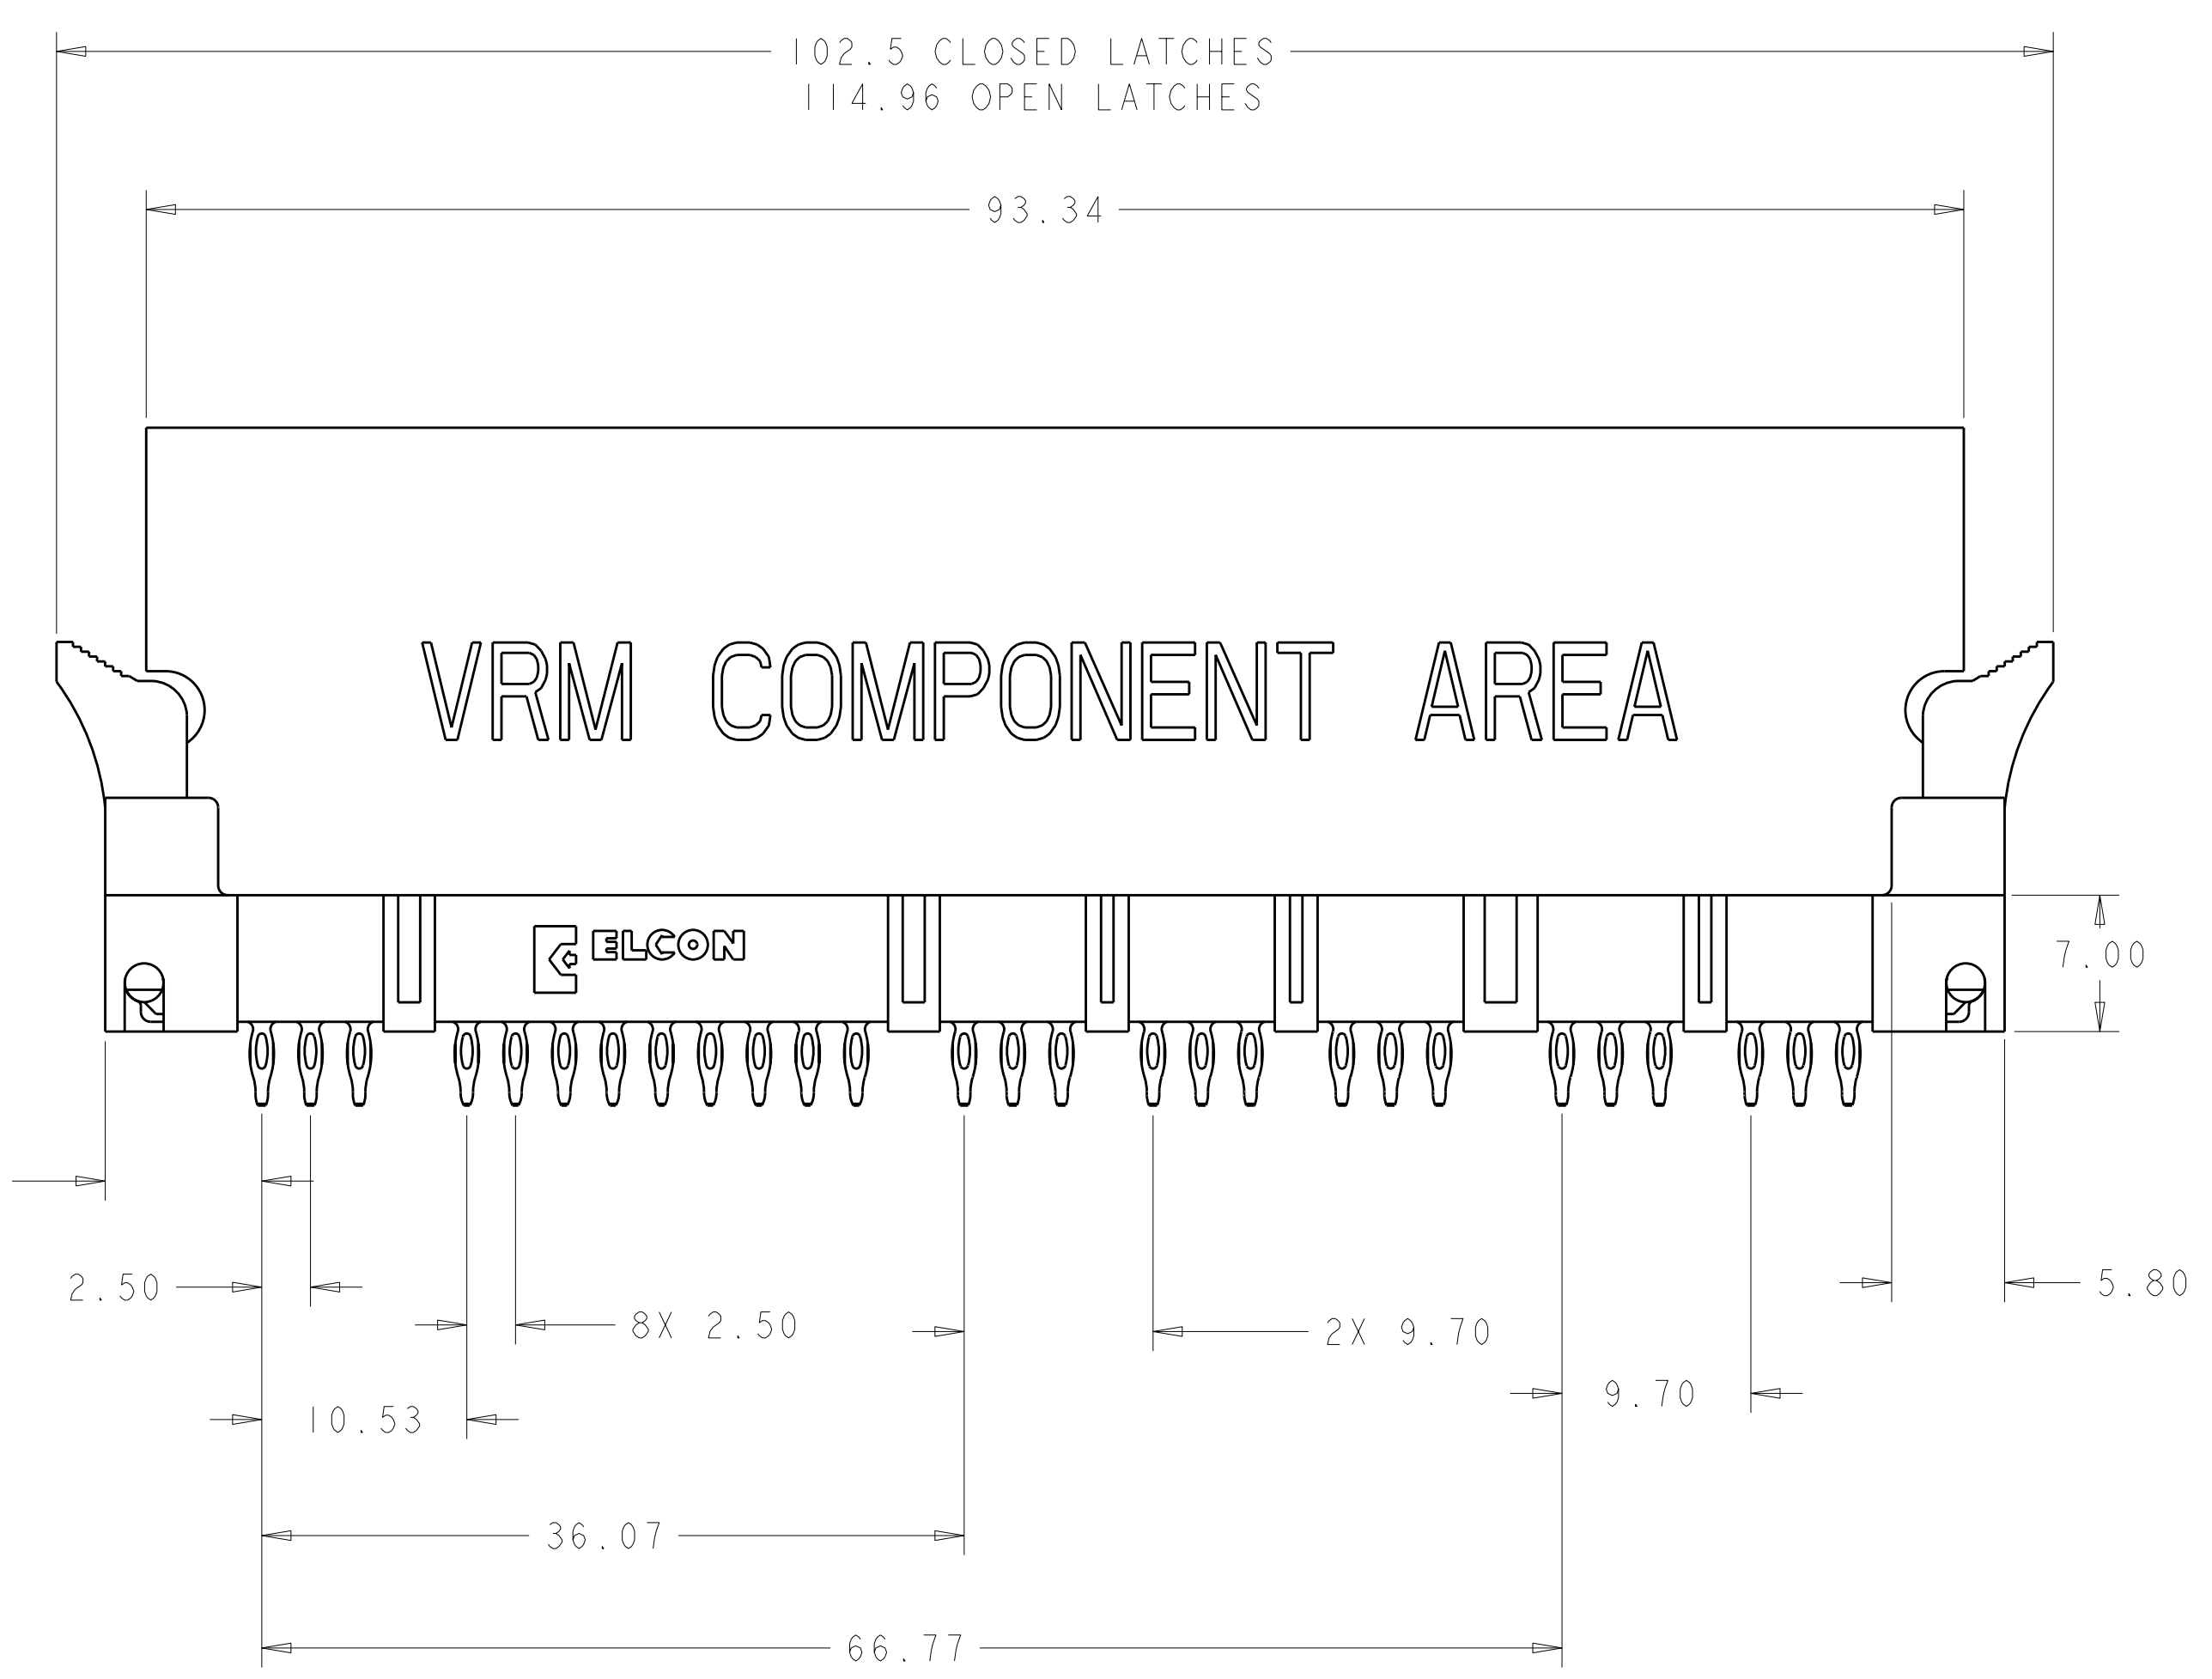 102.5 CLOSED LATCHES
114.96 OPEN LATCHES
93.34
VRM COMPONENT AREA
ELCON
7.00
2.50
5.80
8X 2.50
2X 9.70
9.70
10.53
36.07
66.77